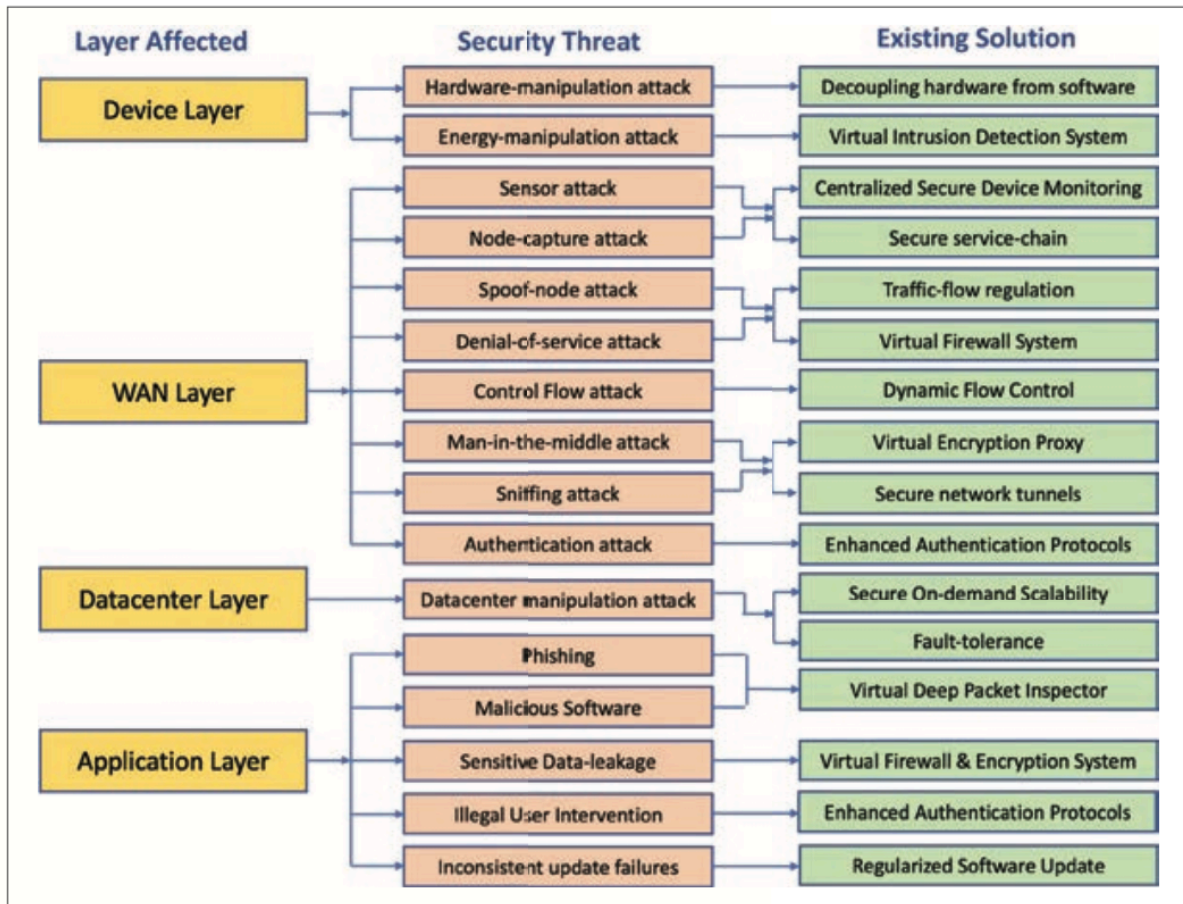 Layer Affected
Security Threat
Existing Solution
Device Layer
Hardware-manipulation attack
Decoupling hardware from software
Energy-manipulation attack
Virtual Intrusion Detection System
WAN Layer
Sensor attack
Centralized Secure Device Monitoring
Node-capture attack
Secure service-chain
Spoof-node attack
Traffic-flow regulation
Denial-of-service attack
Virtual Firewall System
Control Flow attack
Dynamic Flow Control
Man-in-the-middle attack
Virtual Encryption Proxy
Sniffing attack
Secure network tunnels
Authentication attack
Enhanced Authentication Protocols
Datacenter Layer
Datacenter manipulation attack
Secure On-demand Scalability
Fault-tolerance
Application Layer
Phishing
Malicious Software
Virtual Deep Packet Inspector
Sensitive Data-leakage
Virtual Firewall & Encryption System
Illegal User Intervention
Enhanced Authentication Protocols
Inconsistent update failures
Regularized Software Update